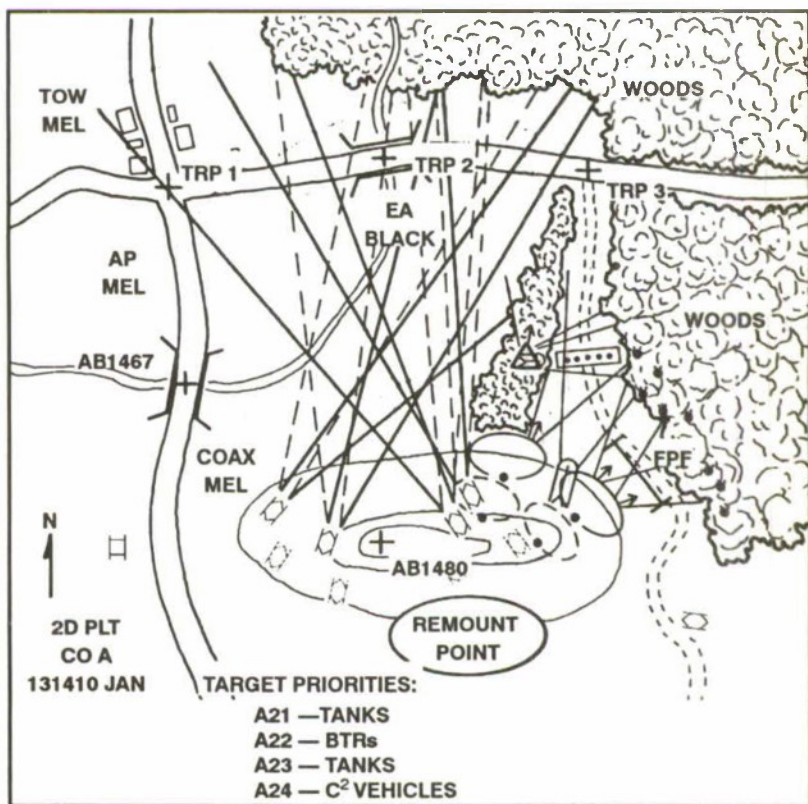 WOODS
TOW
MEL
TRP 1
TRP 2
TRP 3
EA
BLACK
AP
MEL
WOODS
AB1467
COAX
MEL
FPF
N
AB1480
2D PLT
CO A
131410 JAN
REMOUNT
POINT
TARGET PRIORITIES:
A21 — TANKS
A22 — BTRs
A23 — TANKS
A24 — C² VEHICLES